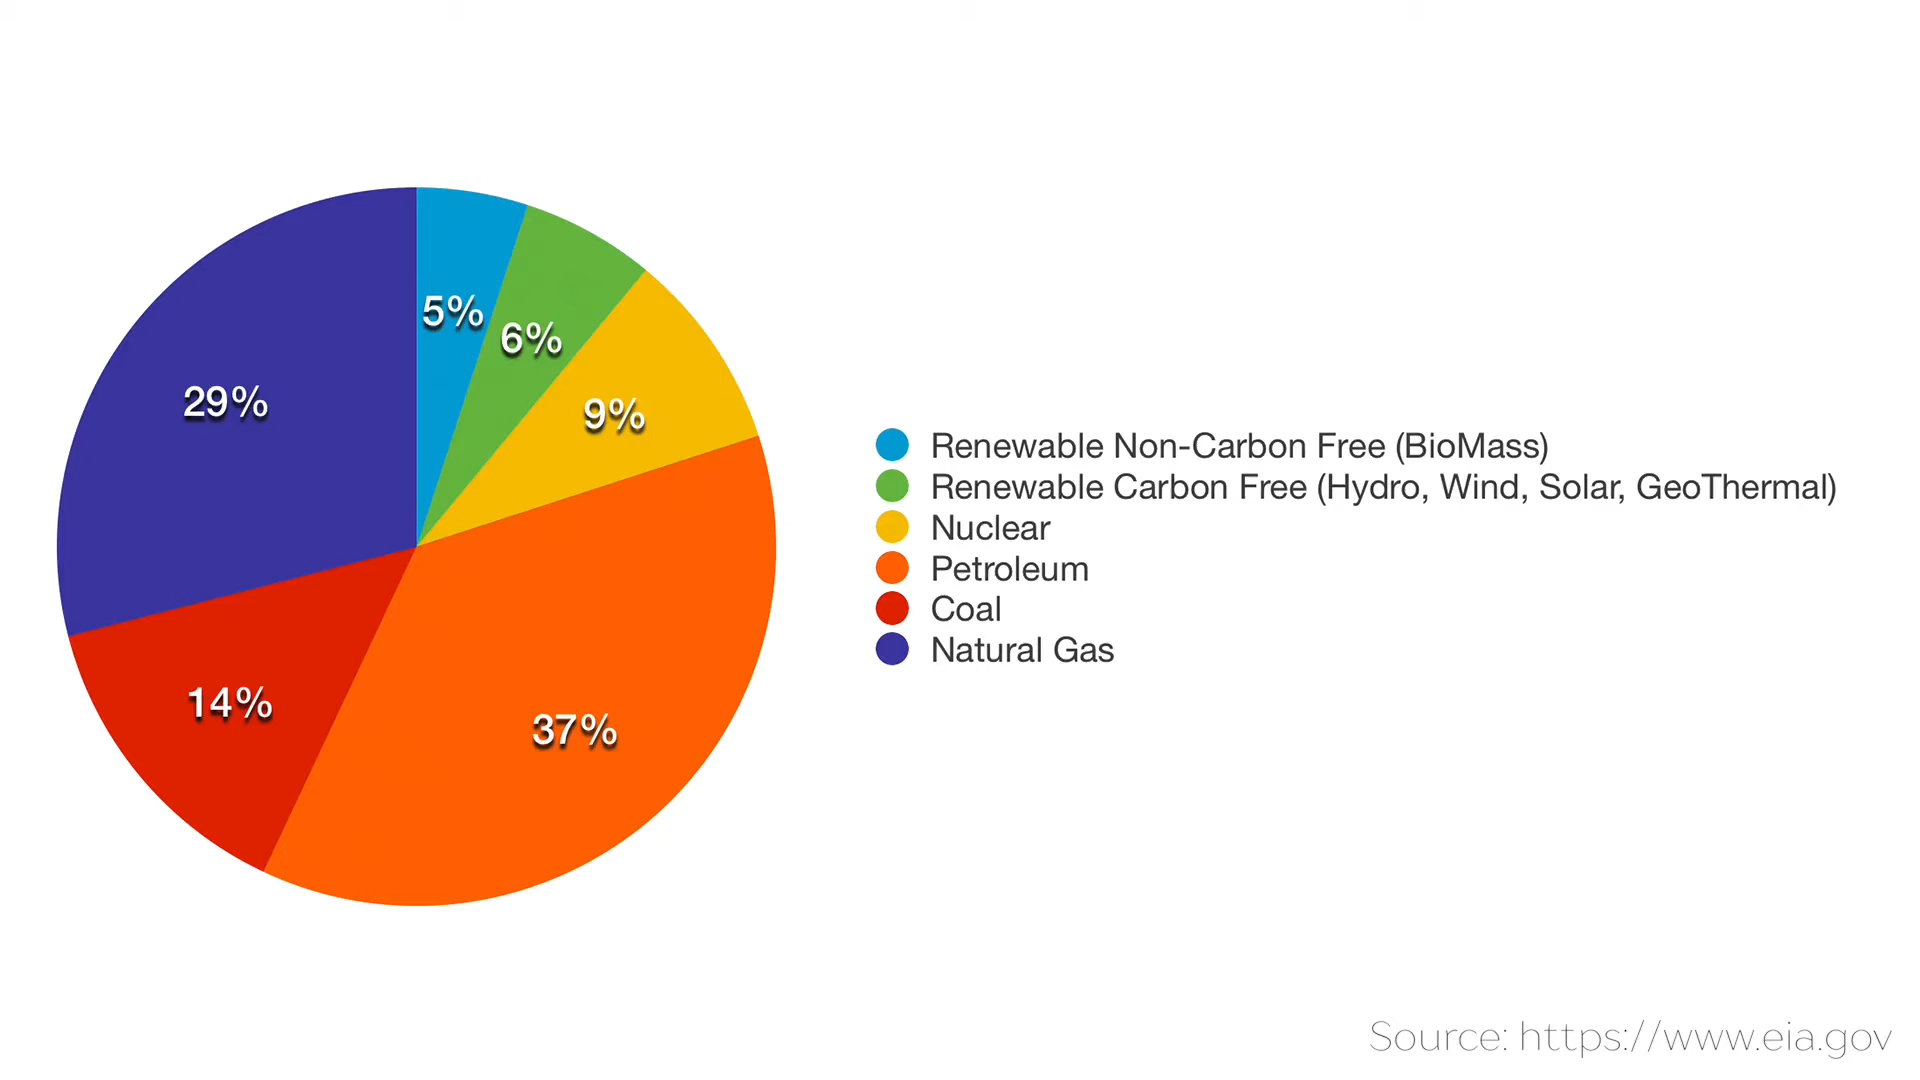 5%
6%
9%
29%
14%
37%
Renewable Non-Carbon Free (BioMass)
Renewable Carbon Free (Hydro, Wind, Solar, GeoThermal)
Nuclear
Petroleum
Coal
Natural Gas
Source: https://www.eia.gov